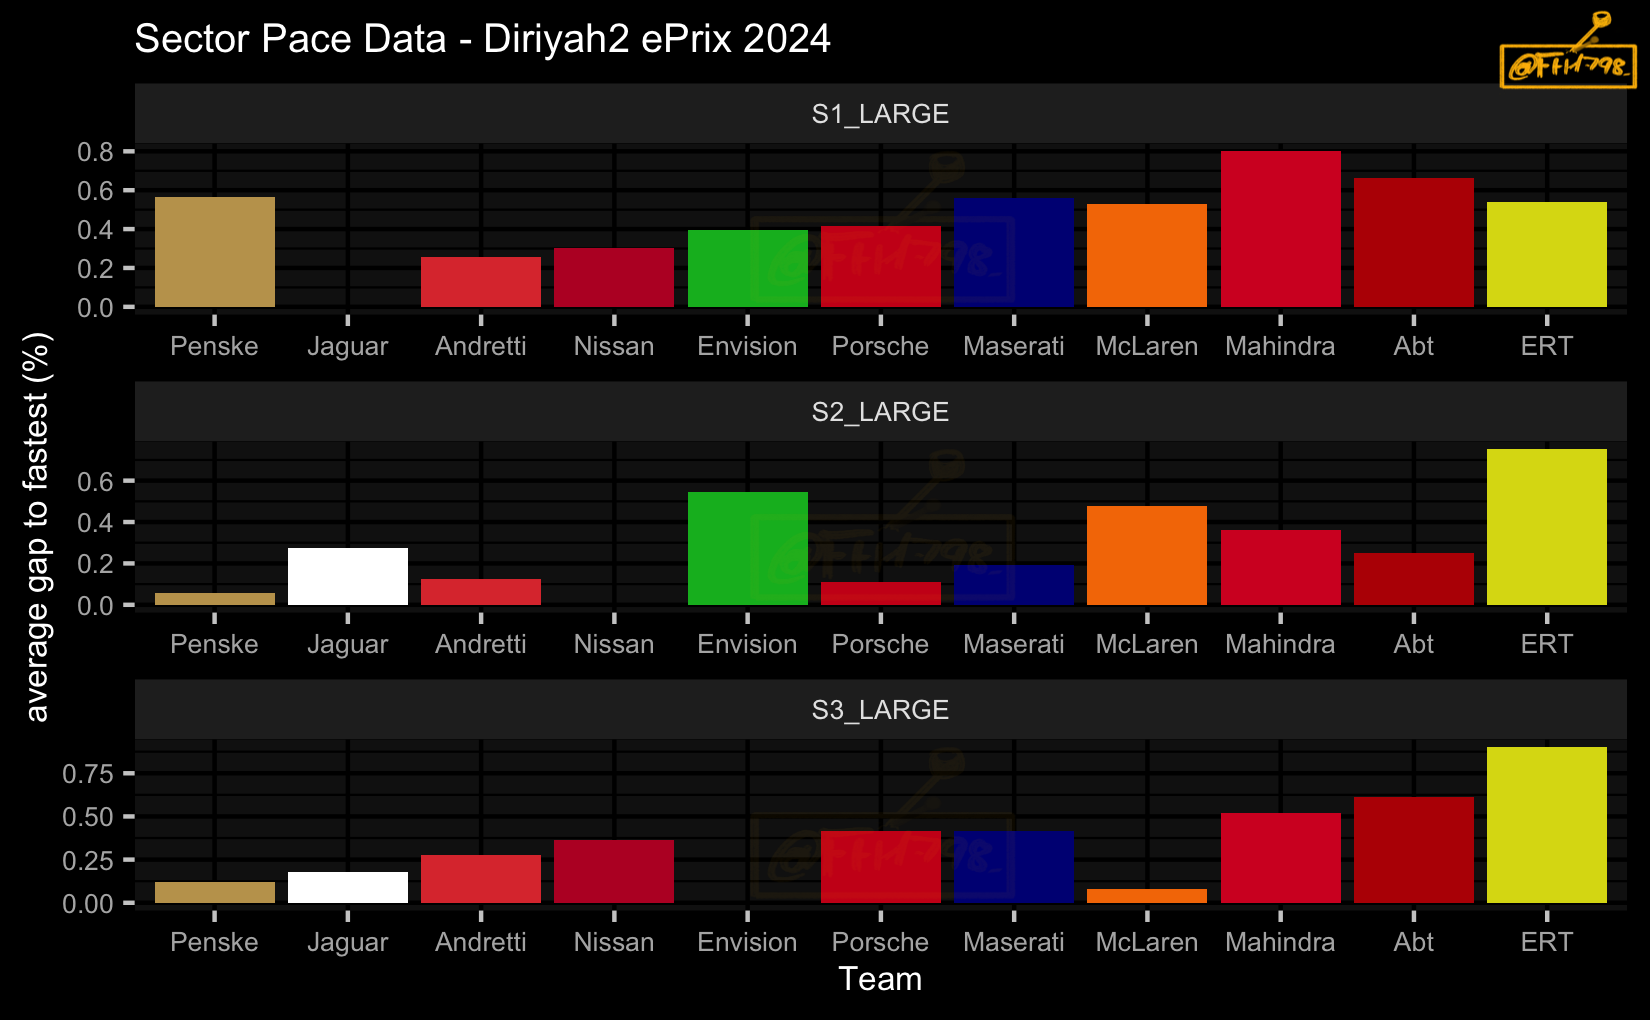 Sector Pace Data - Diriyah2 ePrix 2024
@FFH798_
S1_LARGE
0.8
0.6
0.4
0.2
0.0
Penske Jaguar Andretti Nissan Envision Porsche Maserati McLaren Mahindra Abt ERT
S2_LARGE
0.6
0.4
0.2
0.0
Penske Jaguar Andretti Nissan Envision Porsche Maserati McLaren Mahindra Abt ERT
S3_LARGE
0.75
0.50
0.25
0.00
Penske Jaguar Andretti Nissan Envision Porsche Maserati McLaren Mahindra Abt ERT
Team
average gap to fastest (%)